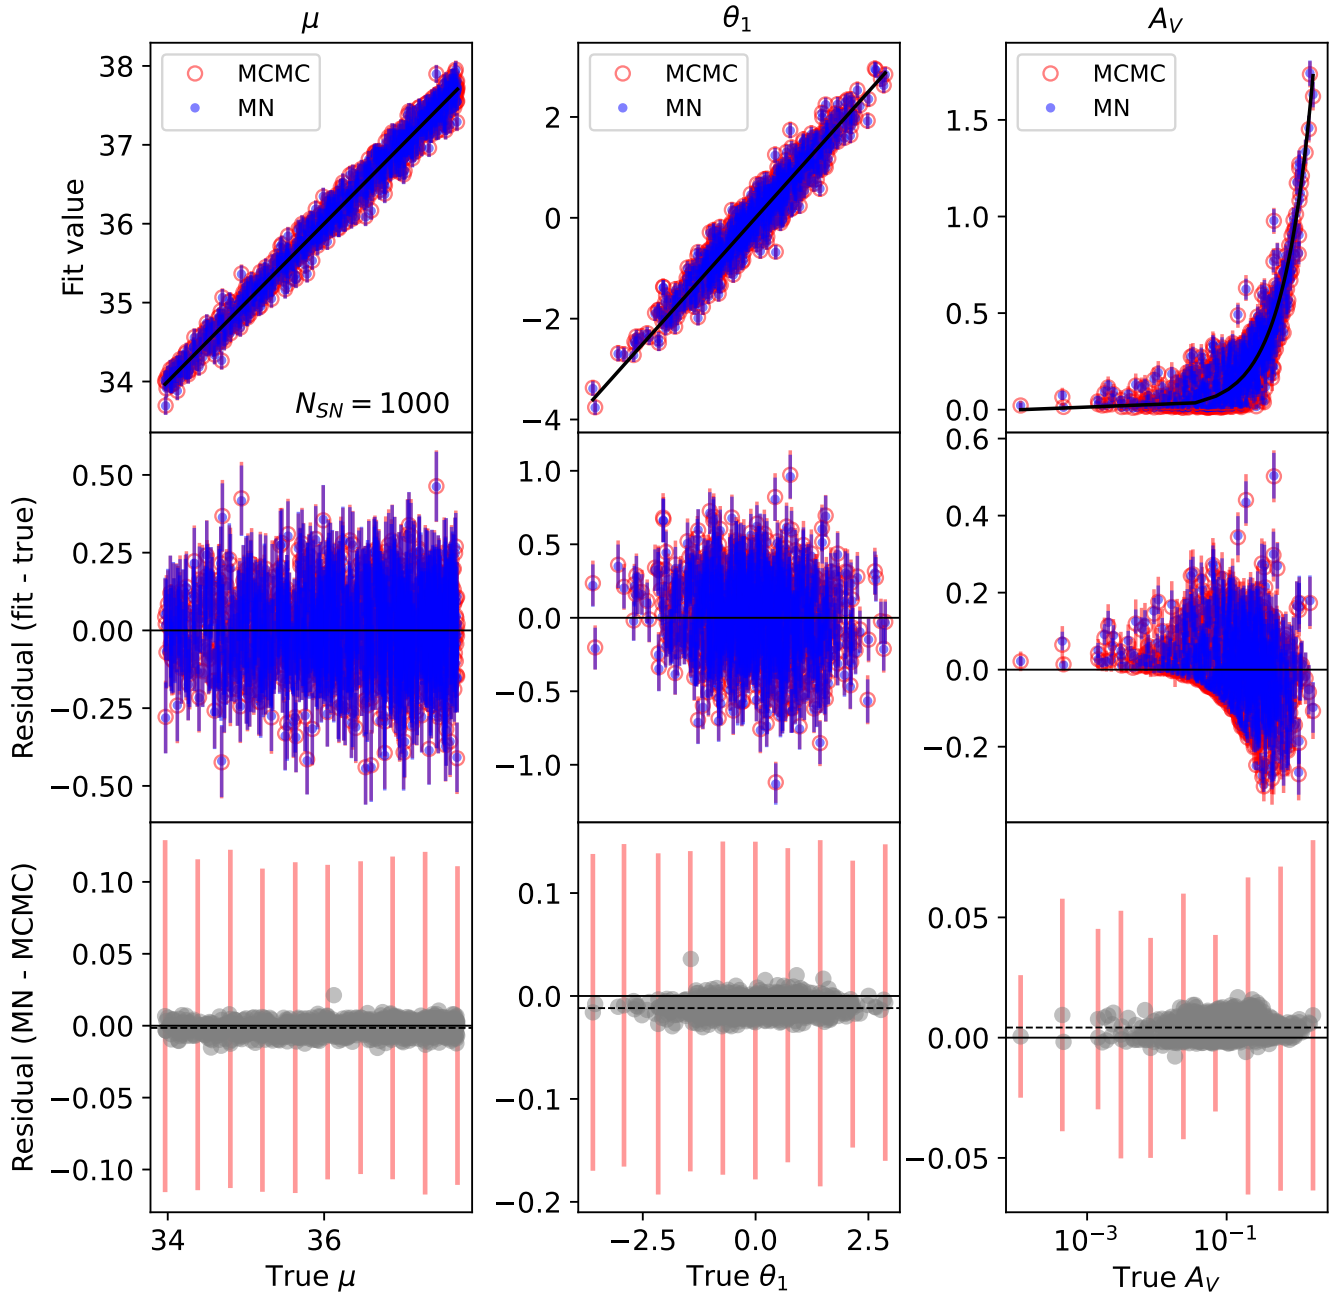 μ
θ₁
A_V
MCMC
MN
MCMC
MN
MCMC
MN
Fit value
38
37
36
35
34
2
0
−2
−4
1.5
1.0
0.5
0.0
N_SN = 1000
Residual (fit - true)
0.50
0.25
0.00
−0.25
−0.50
1.0
0.5
0.0
−0.5
−1.0
0.6
0.4
0.2
0.0
−0.2
Residual (MN - MCMC)
0.10
0.05
0.00
−0.05
−0.10
0.1
0.0
−0.1
−0.2
0.05
0.00
−0.05
34 36
−2.5 0.0 2.5
10⁻³ 10⁻¹
True μ
True θ₁
True A_V